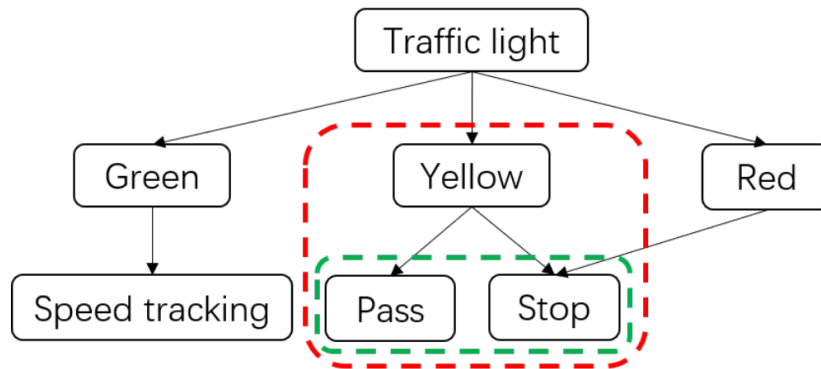 Traffic light
Green
Yellow
Red
Speed tracking
Pass
Stop